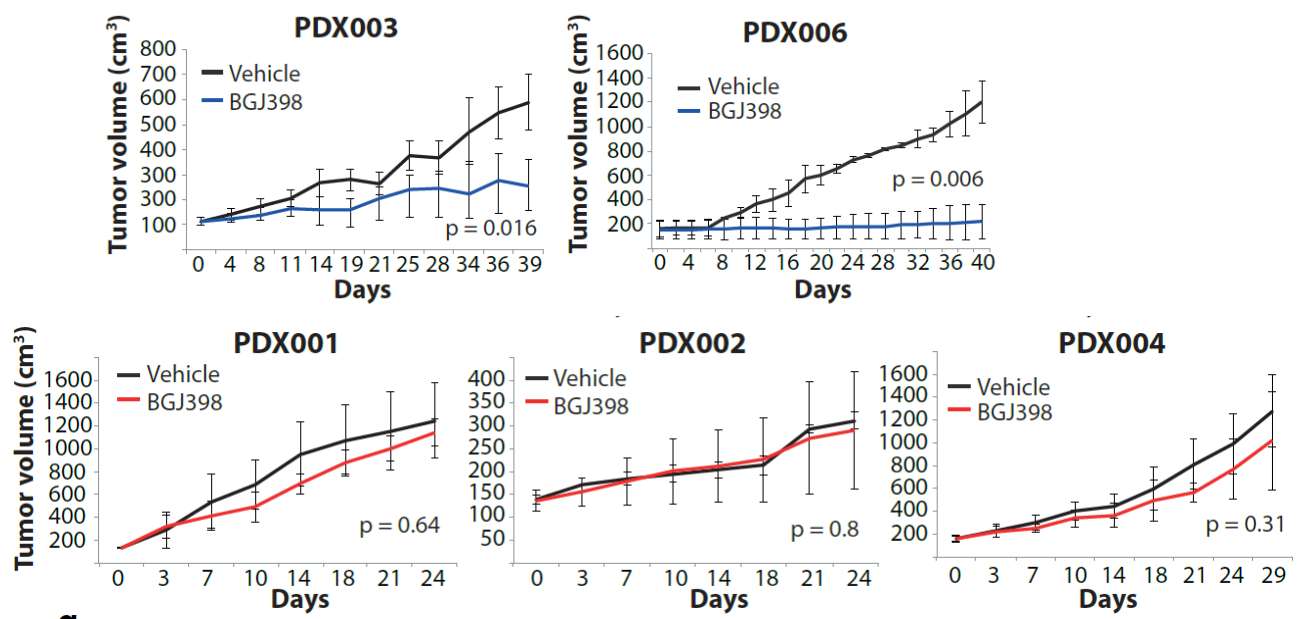 PDX003
Tumor volume (cm³)
800
700
600
500
400
300
200
100
Vehicle
BGJ398
p = 0.016
0 4 8 11 14 19 21 25 28 34 36 39
Days
PDX006
Tumor volume (cm³)
1600
1400
1200
1000
800
600
400
200
Vehicle
BGJ398
p = 0.006
0 4 8 12 16 20 24 28 32 36 40
Days
PDX001
Tumor volume (cm³)
1600
1400
1200
1000
800
600
400
200
Vehicle
BGJ398
p = 0.64
0 3 7 10 14 18 21 24
Days
PDX002
400
350
300
250
200
150
100
50
Vehicle
BGJ398
p = 0.8
0 3 7 10 14 18 21 24
Days
PDX004
1600
1400
1200
1000
800
600
400
200
Vehicle
BGJ398
p = 0.31
0 3 7 10 14 18 21 24 29
Days